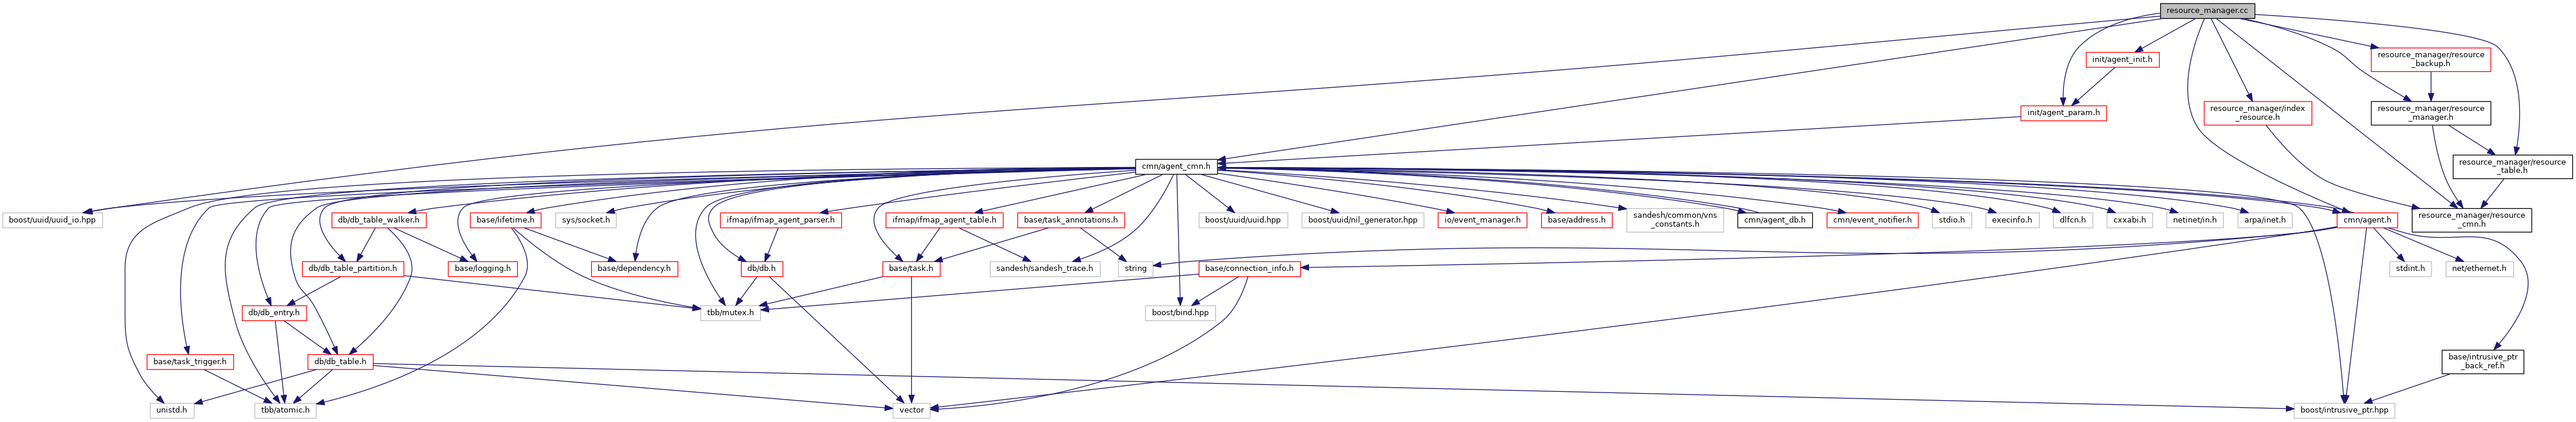 resource_manager.cc
init/agent_init.h
resource_manager/resource
_backup.h
init/agent_param.h
resource_manager/index
_resource.h
resource_manager/resource
_manager.h
cmn/agent_cmn.h
resource_manager/resource
_table.h
boost/uuid/uuid_io.hpp
db/db_table_walker.h
base/lifetime.h
sys/socket.h
ifmap/ifmap_agent_parser.h
ifmap/ifmap_agent_table.h
base/task_annotations.h
boost/uuid/uuid.hpp
boost/uuid/nil_generator.hpp
io/event_manager.h
base/address.h
sandesh/common/vns
_constants.h
cmn/agent_db.h
cmn/event_notifier.h
stdio.h
execinfo.h
dlfcn.h
cxxabi.h
netinet/in.h
arpa/inet.h
cmn/agent.h
resource_manager/resource
_cmn.h
db/db_table_partition.h
base/logging.h
base/dependency.h
db/db.h
base/task.h
sandesh/sandesh_trace.h
string
base/connection_info.h
stdint.h
net/ethernet.h
db/db_entry.h
tbb/mutex.h
boost/bind.hpp
base/task_trigger.h
db/db_table.h
base/intrusive_ptr
_back_ref.h
unistd.h
tbb/atomic.h
vector
boost/intrusive_ptr.hpp